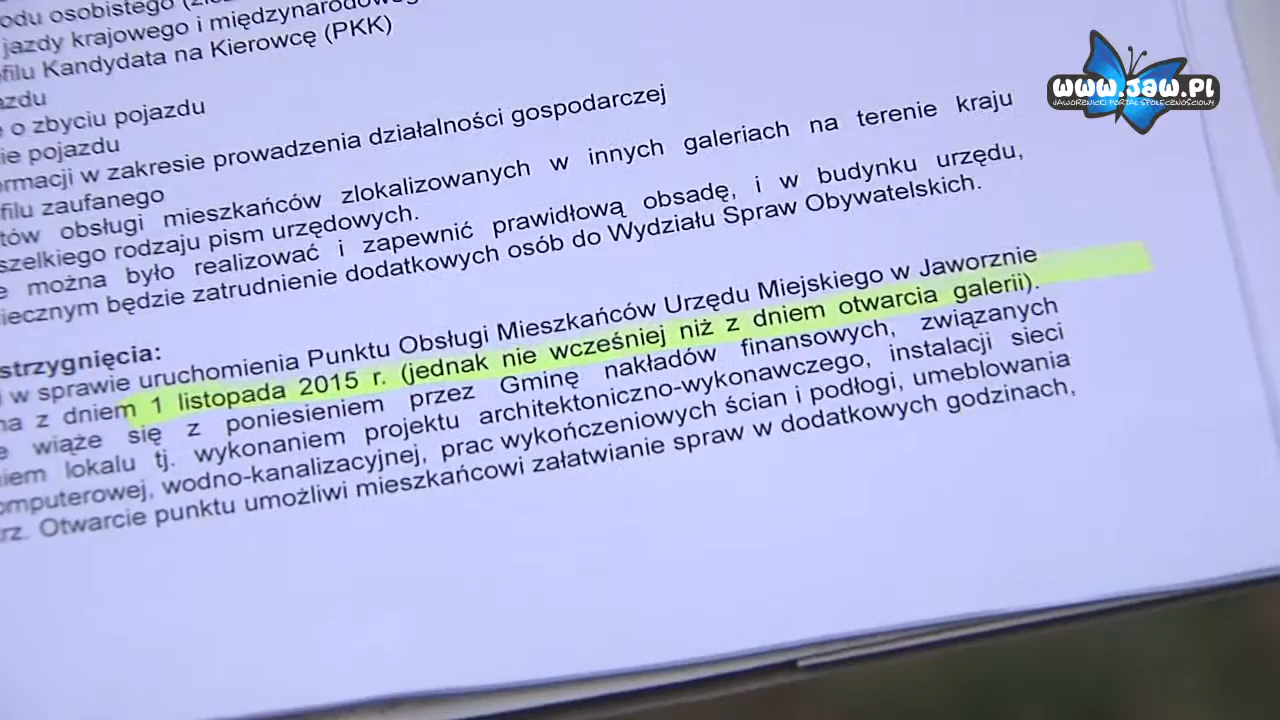 odu osobistego
jazdy krajowego i międzynarodowego
filu Kandydata na Kierowcę (PKK)
azdu
o zbyciu pojazdu
ie pojazdu
ormacji w zakresie prowadzenia działalności gospodarczej
filu zaufanego
tów obsługi mieszkańców zlokalizowanych w innych galeriach na terenie kraju
szelkiego rodzaju pism urzędowych.
e można było realizować i zapewnić prawidłową obsadę, i w budynku urzędu,
iecznym będzie zatrudnienie dodatkowych osób do Wydziału Spraw Obywatelskich.
strzygnięcia:
i w sprawie uruchomienia Punktu Obsługi Mieszkańców Urzędu Miejskiego w Jaworznie
na z dniem 1 listopada 2015 r. (jednak nie wcześniej niż z dniem otwarcia galerii).
e wiąże się z poniesieniem przez Gminę nakładów finansowych, związanych
iem lokalu tj. wykonaniem projektu architektoniczno-wykonawczego, instalacji sieci
omputerowej, wodno-kanalizacyjnej, prac wykończeniowych ścian i podłogi, umeblowania
rz. Otwarcie punktu umożliwi mieszkańcowi załatwianie spraw w dodatkowych godzinach,
www.jaw.pl
JAWORZNICKI PORTAL SPOŁECZNOŚCIOWY